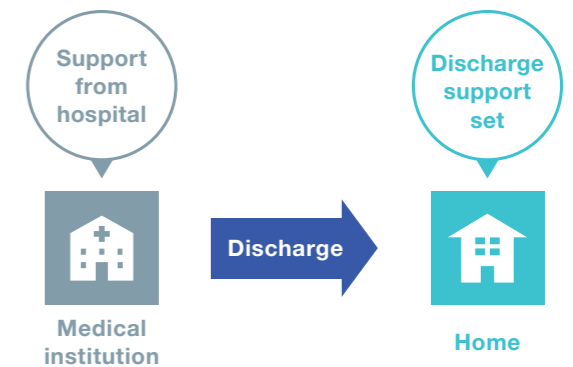 Support
from
hospital
Discharge
support
set
Discharge
Medical
institution
Home